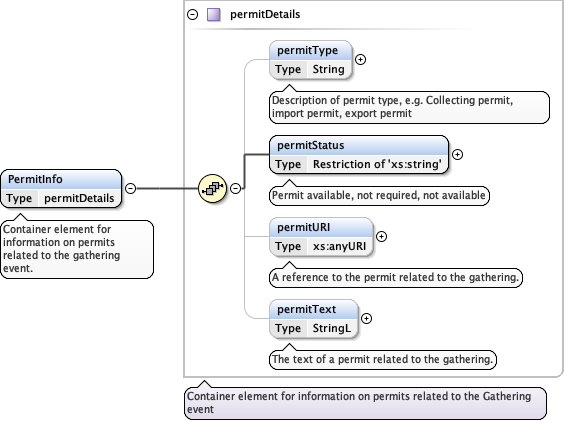 permitDetails
permitType
Type String
Description of permit type, e.g. Collecting permit,
import permit, export permit
permitStatus
Type Restriction of 'xs:string'
Permit available, not required, not available
PermitInfo
Type permitDetails
Container element for
information on permits
related to the gathering
event.
permitURI
Type xs:anyURI
A reference to the permit related to the gathering.
permitText
Type StringL
The text of a permit related to the gathering.
Container element for information on permits related to the Gathering
event